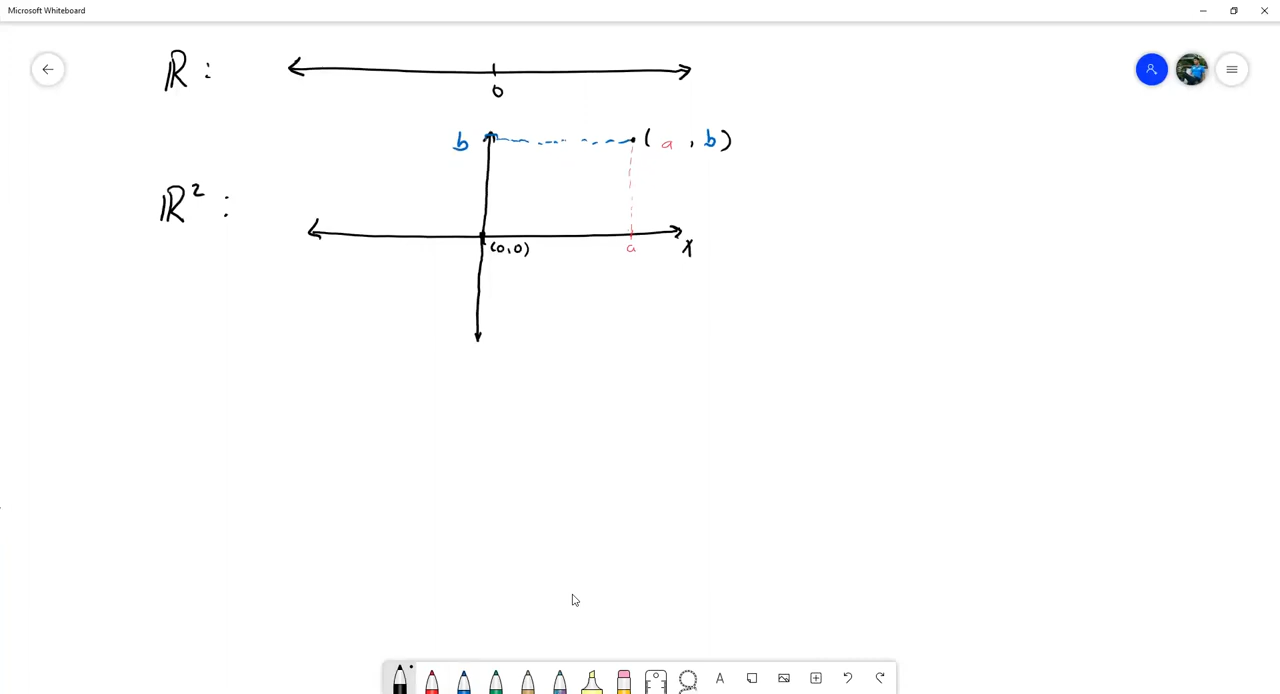 Microsoft Whiteboard
ℝ :
0
b ( a , b )
ℝ² :
(0,0) a x
A